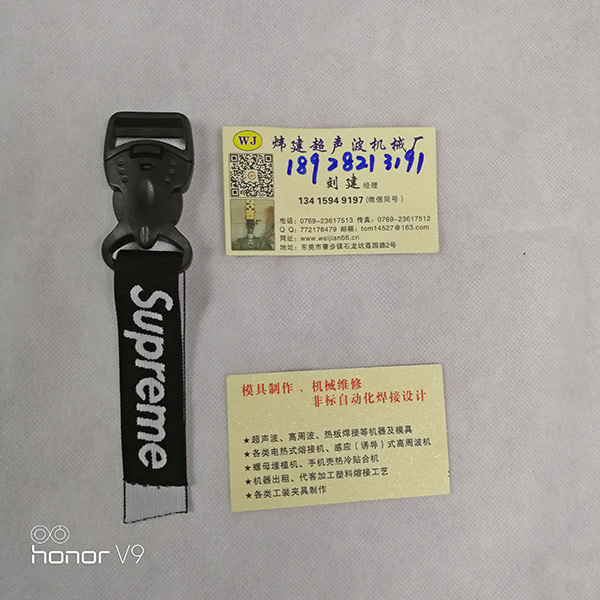 WJ
炜建超声波机械厂
18928213191
刘建 经理
134 1594 9197 (微信同号)
电话：0769-23617513 传真：0769-23617512
Q Q：772178479 邮箱：tom14527@163.com
网址：www.weijian66.cn
地址：东莞市寮步镇石龙坑荔园路2号
Supreme
模具制作 、机械维修
非标自动化焊接设计
★超声波、高周波、热板焊接等机器及模具
★各类电热式熔接机、感应（诱导）式高周波机
★螺母埋植机、手机壳热冷贴合机
★机器出租、代客加工塑料熔接工艺
★各类工装夹具制作
honor V9